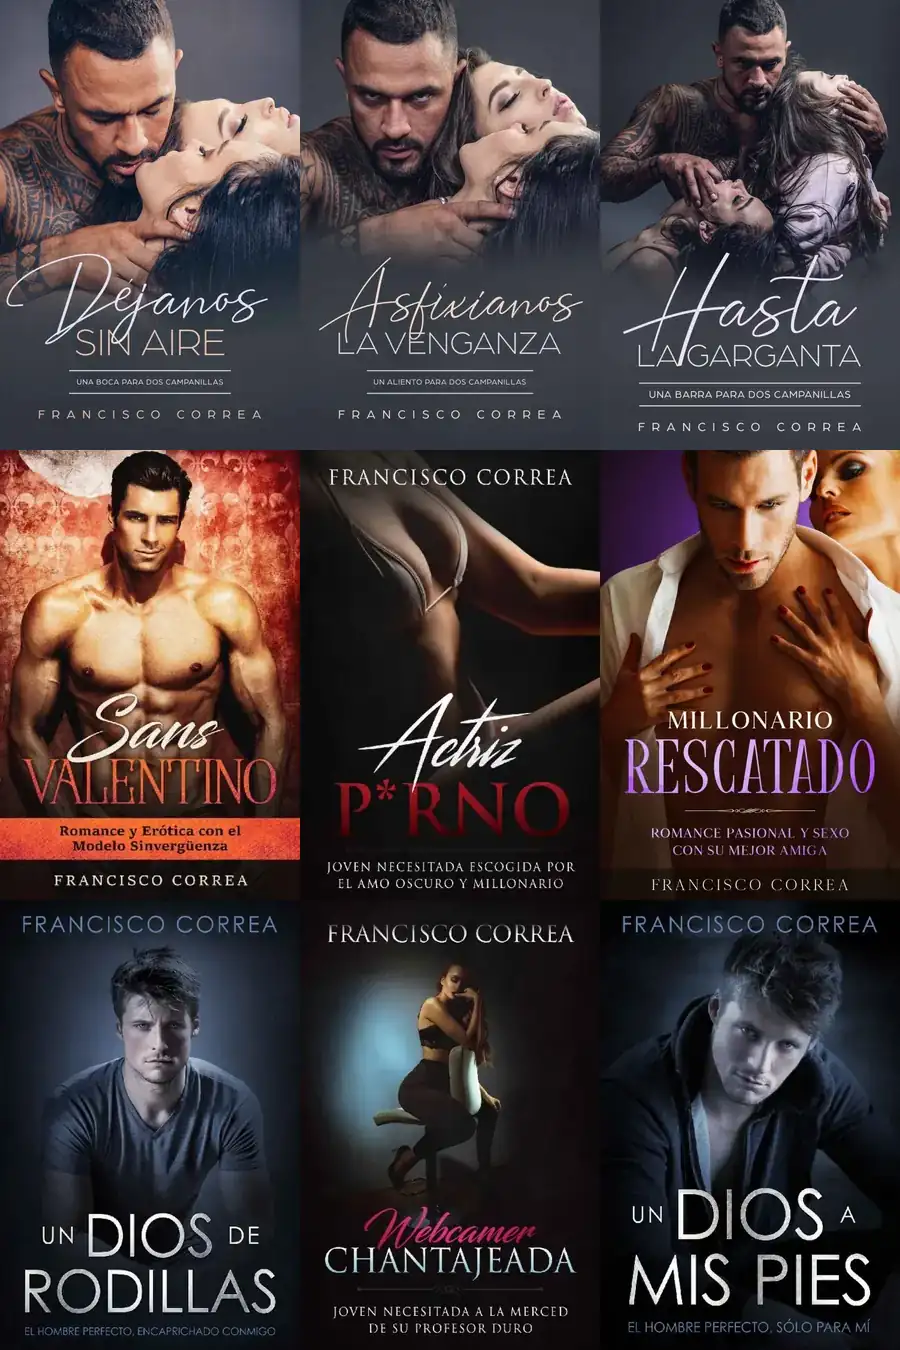 Déjanos
SIN AIRE
UNA BOCA PARA DOS CAMPANILLAS
FRANCISCO CORREA
Asfíxianos
LA VENGANZA
UN ALIENTO PARA DOS CAMPANILLAS
FRANCISCO CORREA
Hasta
LA GARGANTA
UNA BARRA PARA DOS CAMPANILLAS
FRANCISCO CORREA
Sans
VALENTINO
Romance y Erótica con el
Modelo Sinvergüenza
FRANCISCO CORREA
FRANCISCO CORREA
Actriz
P*RNO
JOVEN NECESITADA ESCOGIDA POR
EL AMO OSCURO Y MILLONARIO
MILLONARIO
RESCATADO
ROMANCE PASIONAL Y SEXO
CON SU MEJOR AMIGA
FRANCISCO CORREA
FRANCISCO CORREA
UN DIOS DE
RODILLAS
EL HOMBRE PERFECTO, ENCAPRICHADO CONMIGO
FRANCISCO CORREA
Webcamer
CHANTAJEADA
JOVEN NECESITADA A LA MERCED
DE SU PROFESOR DURO
FRANCISCO CORREA
UN DIOS A
MIS PIES
EL HOMBRE PERFECTO, SÓLO PARA MÍ